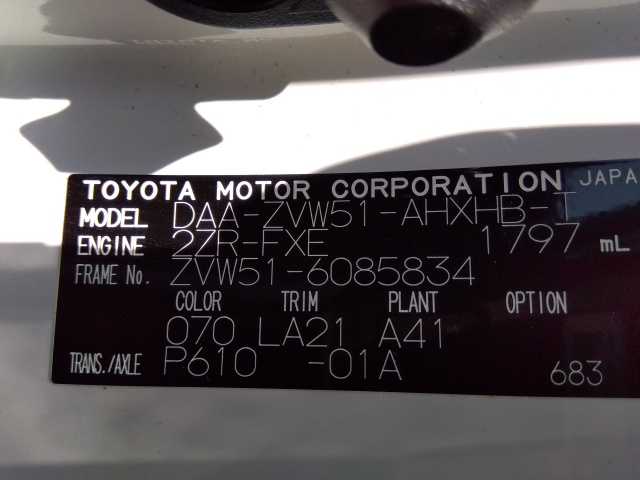 TOYOTA MOTOR CORPORATION JAPAN
MODEL DAA-ZVW51-AHXHB-T
ENGINE 2ZR-FXE 1797 mL
FRAME No. ZVW51-6085834
COLOR TRIM PLANT OPTION
070 LA21 A41
TRANS./AXLE P610 -01A 683